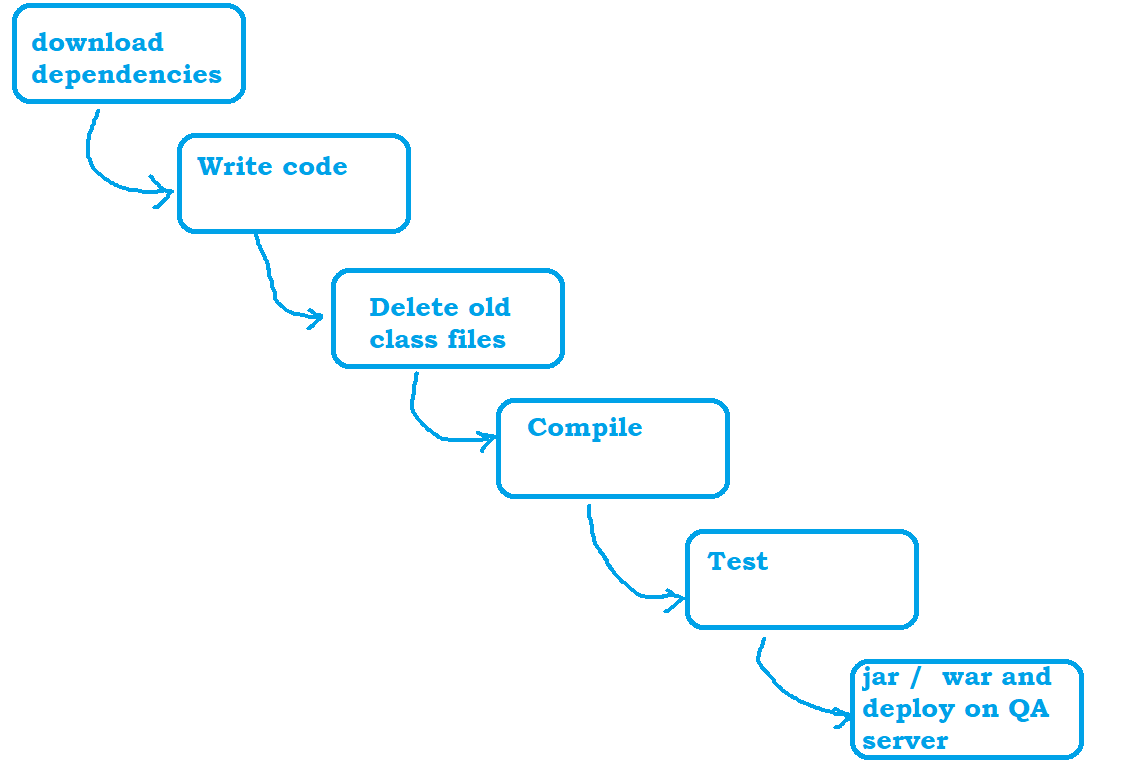 download
dependencies
Write code
Delete old
class files
Compile
Test
jar / war and
deploy on QA
server